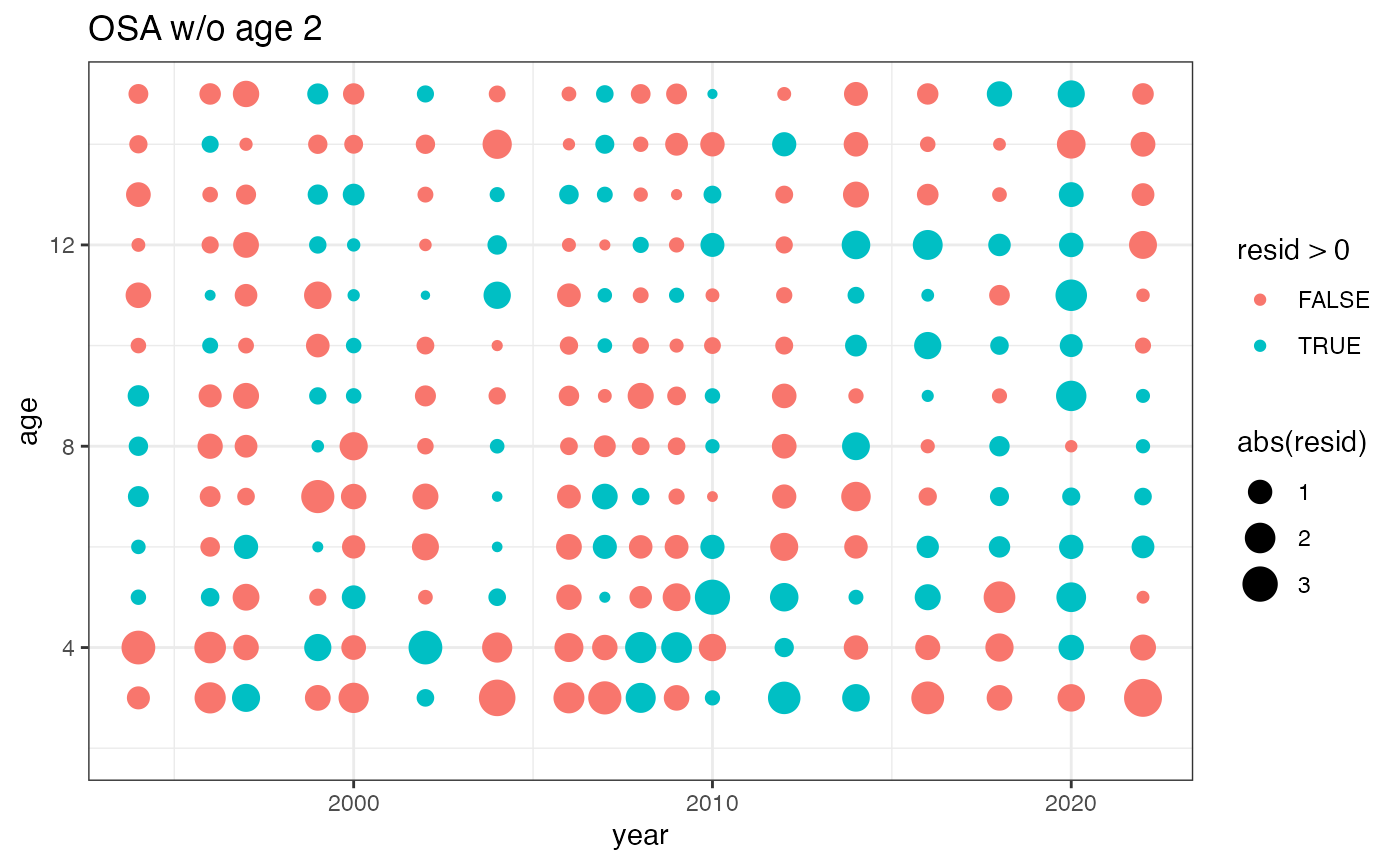 OSA w/o age 2
12
8
4
age
2000
2010
2020
year
resid > 0
FALSE
TRUE
abs(resid)
1
2
3